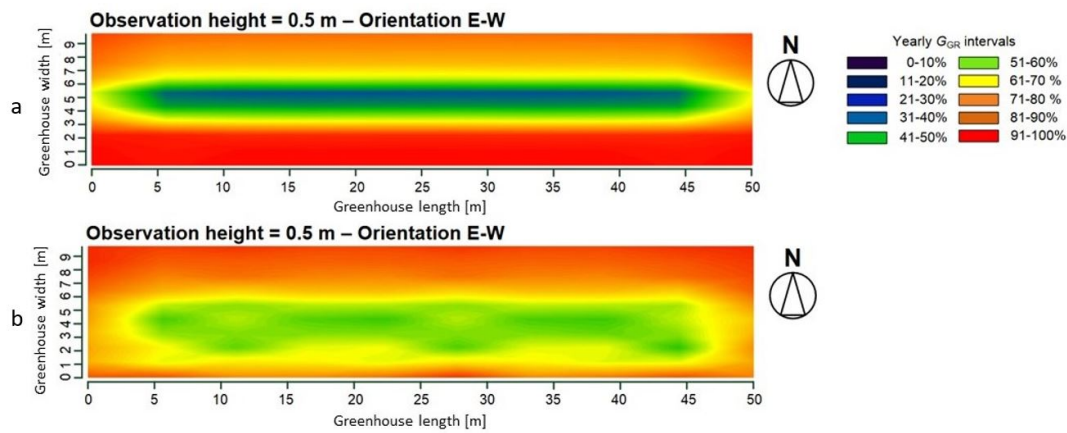 Observation height = 0.5 m – Orientation E-W
Greenhouse width [m]
0 1 2 3 4 5 6 7 8 9
a
0 5 10 15 20 25 30 35 40 45 50
Greenhouse length [m]
N
Yearly GGR intervals
0-10% 51-60%
11-20% 61-70 %
21-30% 71-80 %
31-40% 81-90%
41-50% 91-100%
Observation height = 0.5 m – Orientation E-W
Greenhouse width [m]
0 1 2 3 4 5 6 7 8 9
b
0 5 10 15 20 25 30 35 40 45 50
Greenhouse length [m]
N